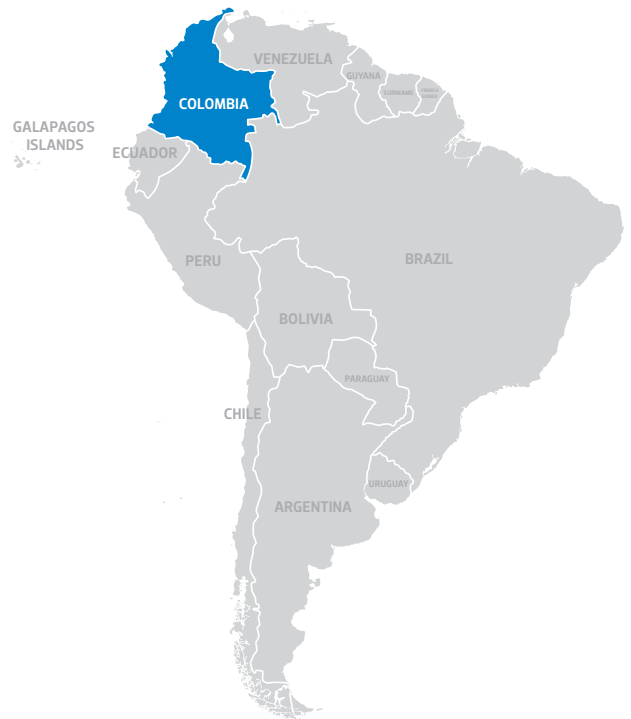 VENEZUELA
GUYANA
SURINAME
FRENCH
GUIANA
COLOMBIA
GALAPAGOS
ISLANDS
ECUADOR
PERU
BRAZIL
BOLIVIA
PARAGUAY
CHILE
URUGUAY
ARGENTINA